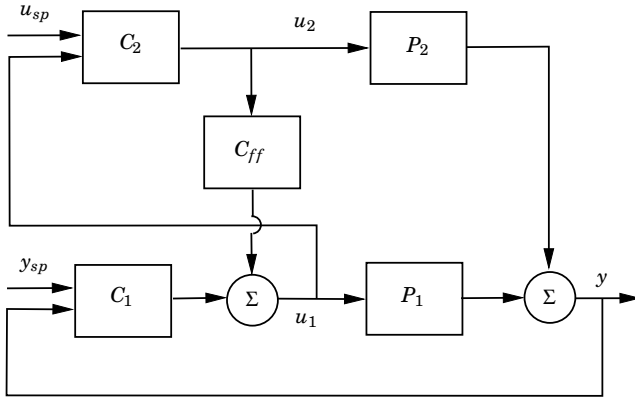 u_sp
C_2
u_2
P_2
C_ff
y_sp
C_1
Σ
u_1
P_1
Σ
y